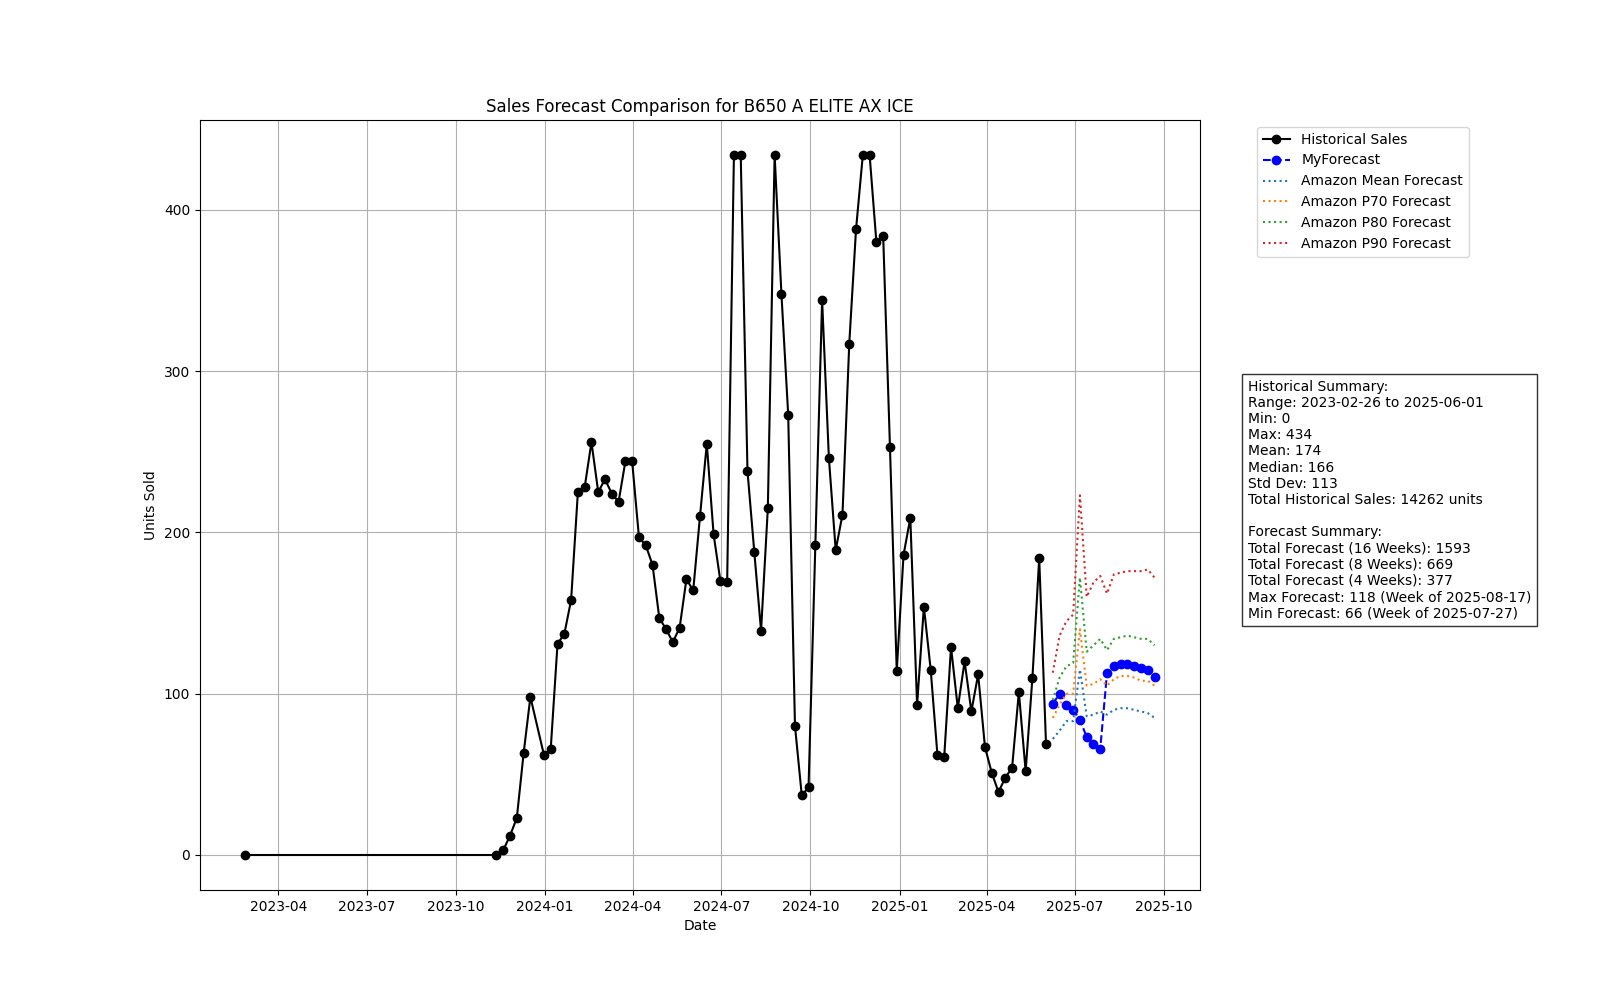 Sales Forecast Comparison for B650 A ELITE AX ICE
Historical Sales
MyForecast
Amazon Mean Forecast
Amazon P70 Forecast
Amazon P80 Forecast
Amazon P90 Forecast
400
300
200
100
0
Units Sold
Historical Summary:
Range: 2023-02-26 to 2025-06-01
Min: 0
Max: 434
Mean: 174
Median: 166
Std Dev: 113
Total Historical Sales: 14262 units
Forecast Summary:
Total Forecast (16 Weeks): 1593
Total Forecast (8 Weeks): 669
Total Forecast (4 Weeks): 377
Max Forecast: 118 (Week of 2025-08-17)
Min Forecast: 66 (Week of 2025-07-27)
2023-04 2023-07 2023-10 2024-01 2024-04 2024-07 2024-10 2025-01 2025-04 2025-07 2025-10
Date